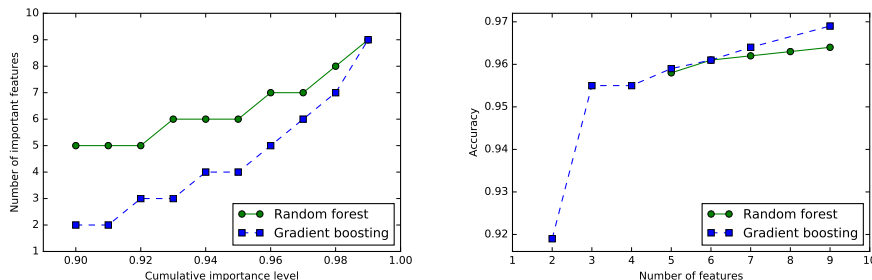 10
9
8
7
6
5
4
3
2
1
Number of important features
0.90 0.92 0.94 0.96 0.98 1.00
Cumulative importance level
Random forest
Gradient boosting
0.97
0.96
0.95
0.94
0.93
0.92
Accuracy
1 2 3 4 5 6 7 8 9 10
Number of features
Random forest
Gradient boosting